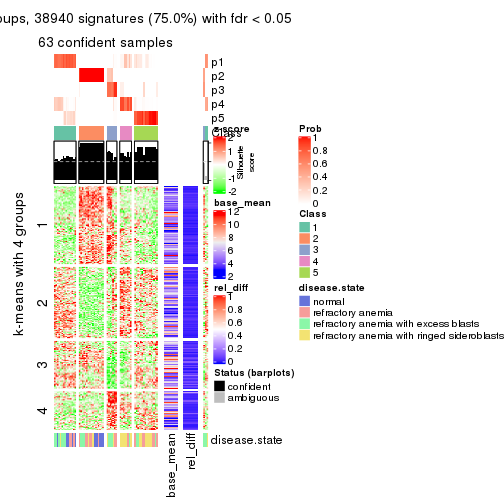 oups, 38940 signatures (75.0%) with fdr < 0.05
63 confident samples
p1
p2
p3
p4
p5
Class
Silhouette
score
k-means with 4 groups
1
2
3
4
base_mean
rel_diff
disease.state
z-score
2
1
0
-1
-2
base_mean
12
10
8
6
4
2
rel_diff
1
0.8
0.6
0.4
0.2
0
Status (barplots)
confident
ambiguous
Prob
1
0.8
0.6
0.4
0.2
0
Class
1
2
3
4
5
disease.state
normal
refractory anemia
refractory anemia with excess blasts
refractory anemia with ringed sideroblasts